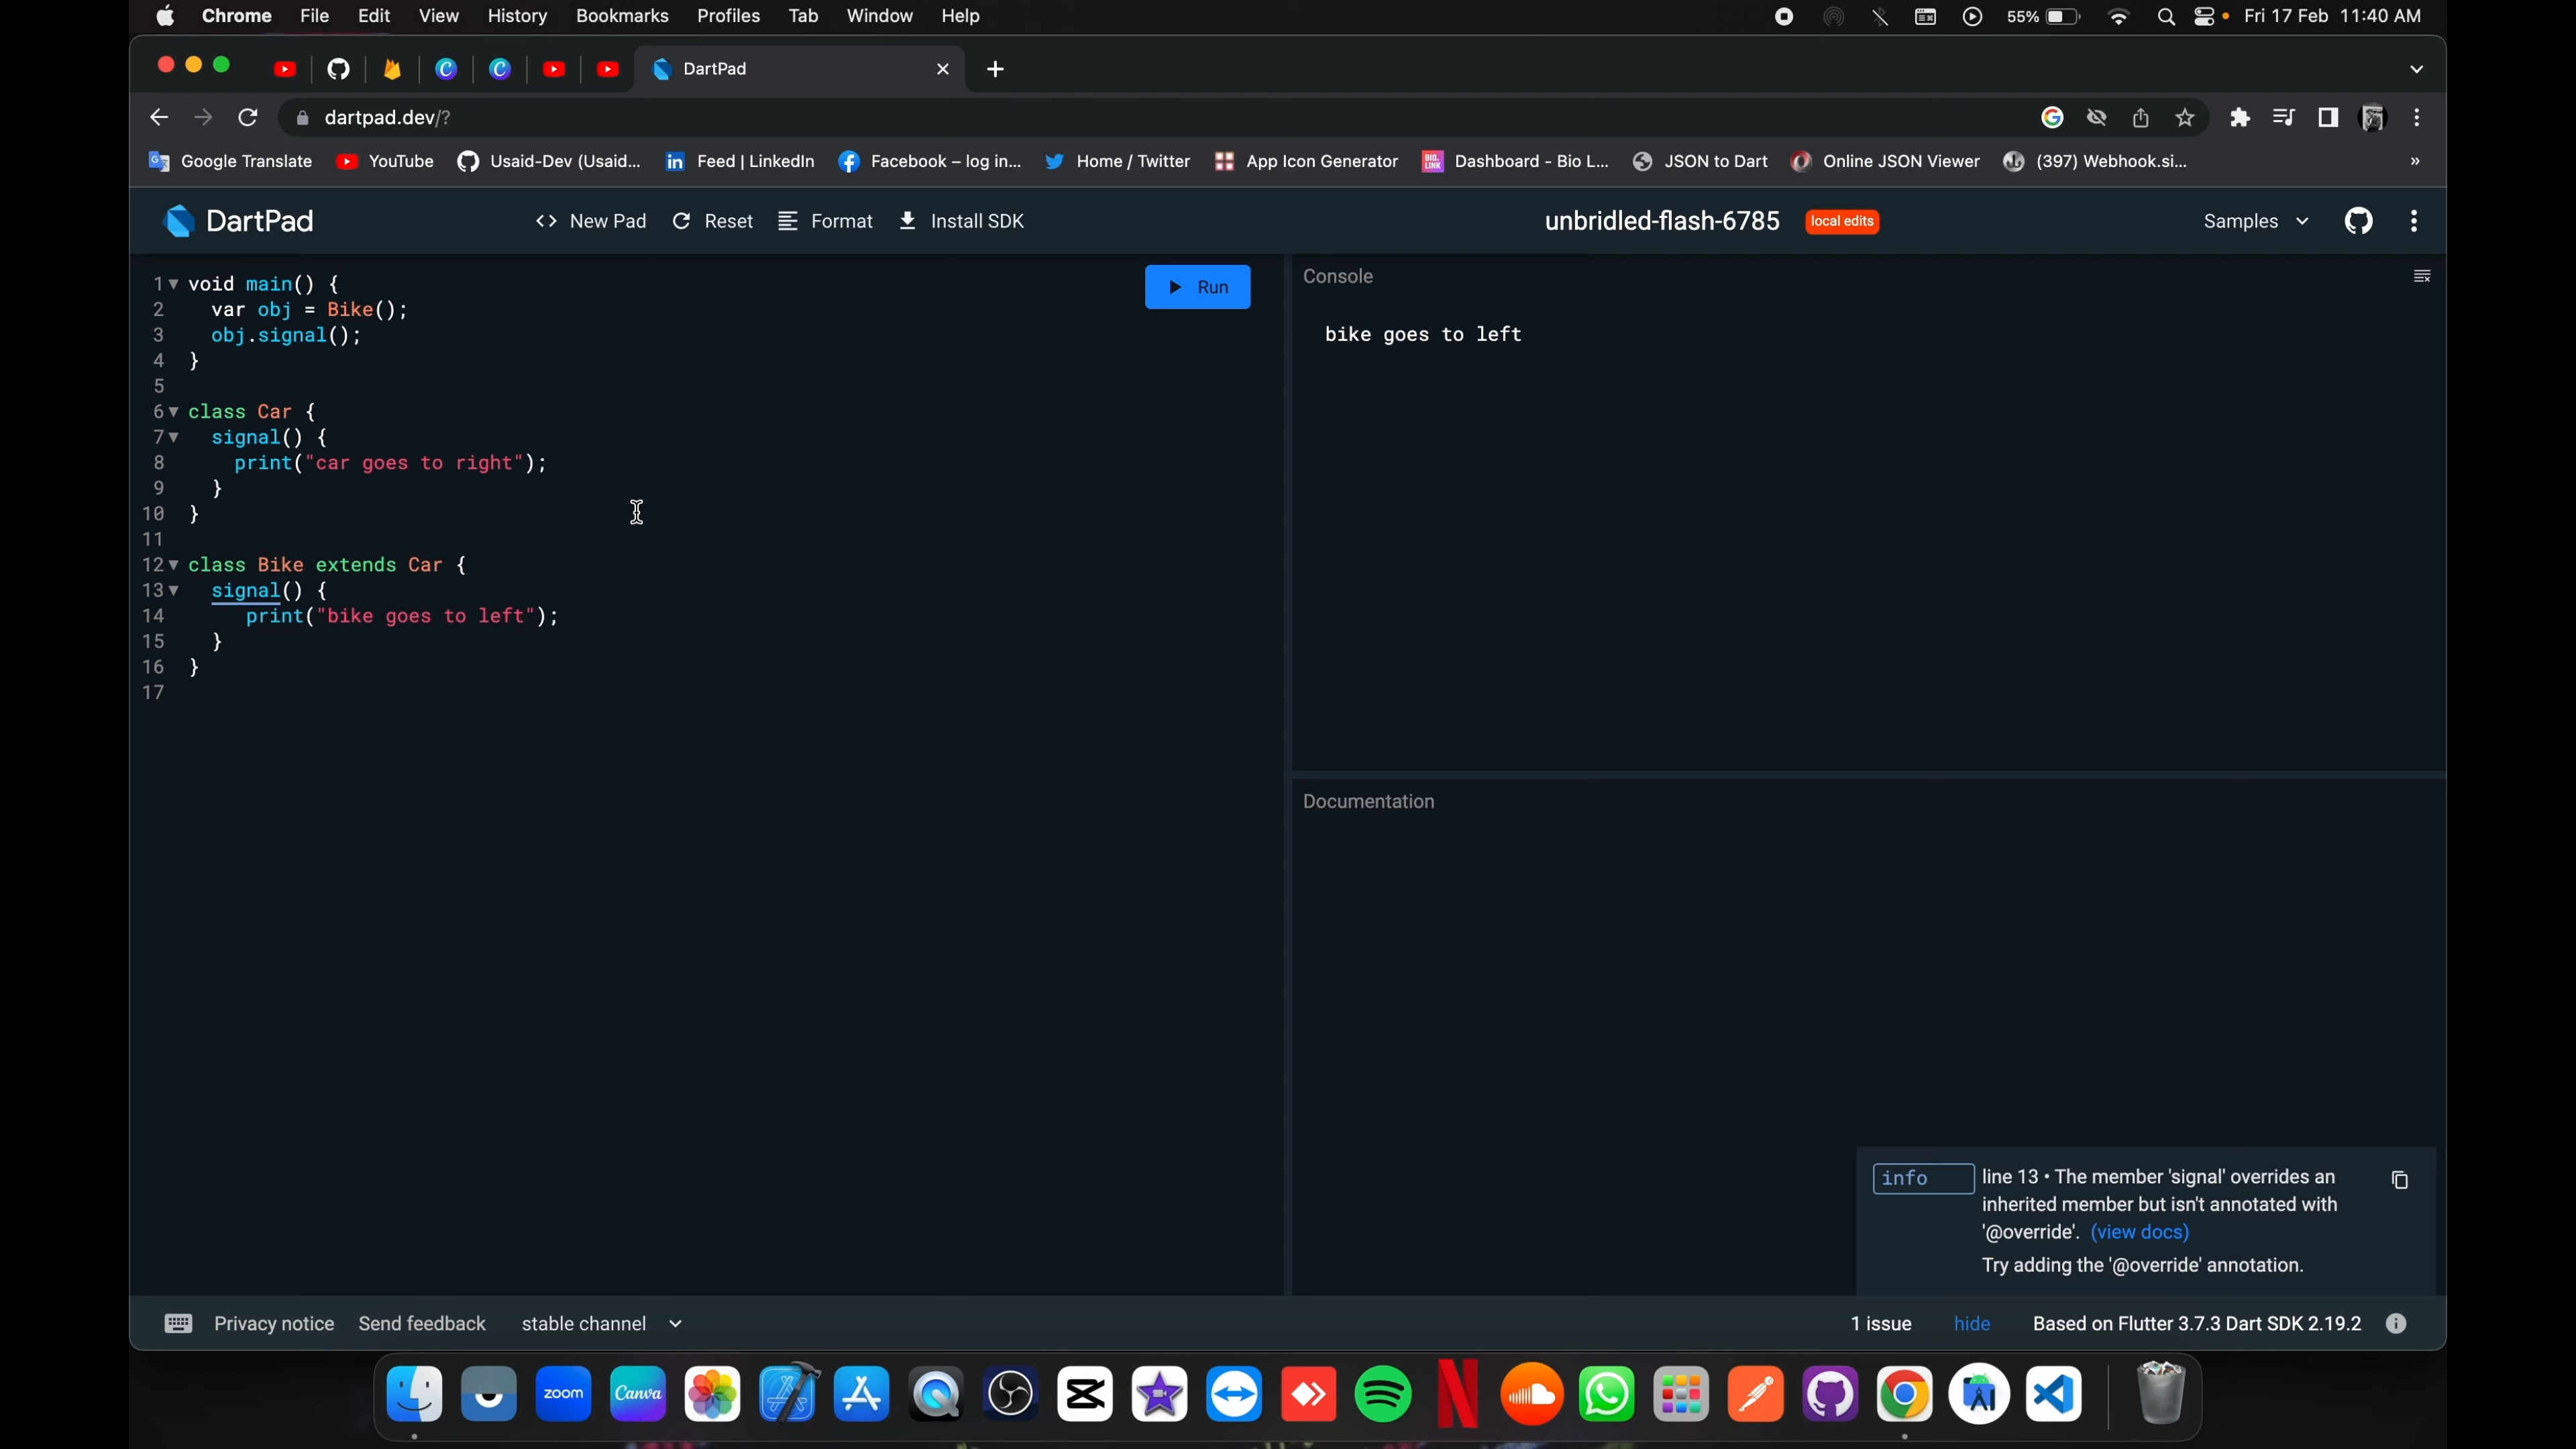 Chrome File Edit View History Bookmarks Profiles Tab Window Help 55% Fri 17 Feb 11:40 AM
DartPad
dartpad.dev/?
Google Translate YouTube Usaid-Dev (Usaid... Feed | LinkedIn Facebook – log in... Home / Twitter App Icon Generator Dashboard - Bio L... JSON to Dart Online JSON Viewer (397) Webhook.si... »
DartPad <> New Pad Reset Format Install SDK unbridled-flash-6785 local edits Samples
Run
Console
bike goes to left
1 void main() {
2 var obj = Bike();
3 obj.signal();
4 }
5
6 class Car {
7 signal() {
8 print("car goes to right");
9 }
10 }
11
12 class Bike extends Car {
13 signal() {
14 print("bike goes to left");
15 }
16 }
17
Documentation
info line 13 • The member 'signal' overrides an
inherited member but isn't annotated with
'@override'. (view docs)
Try adding the '@override' annotation.
Privacy notice Send feedback stable channel 1 issue hide Based on Flutter 3.7.3 Dart SDK 2.19.2
zoom Canva